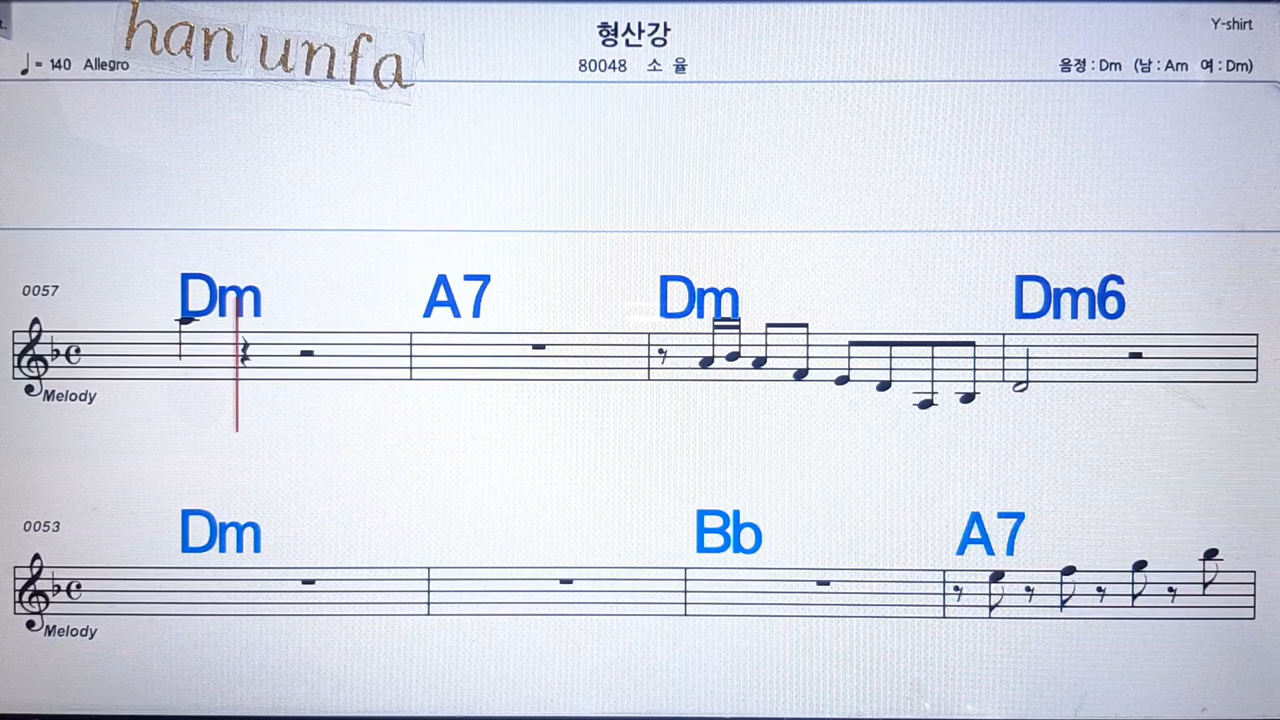 han unfa
형산강
Y-shirt
♩= 140 Allegro
80048 소 율
음정 : Dm (남 : Am 여 : Dm)
0057
Dm A7 Dm Dm6
Melody
0053
Dm Bb A7
Melody